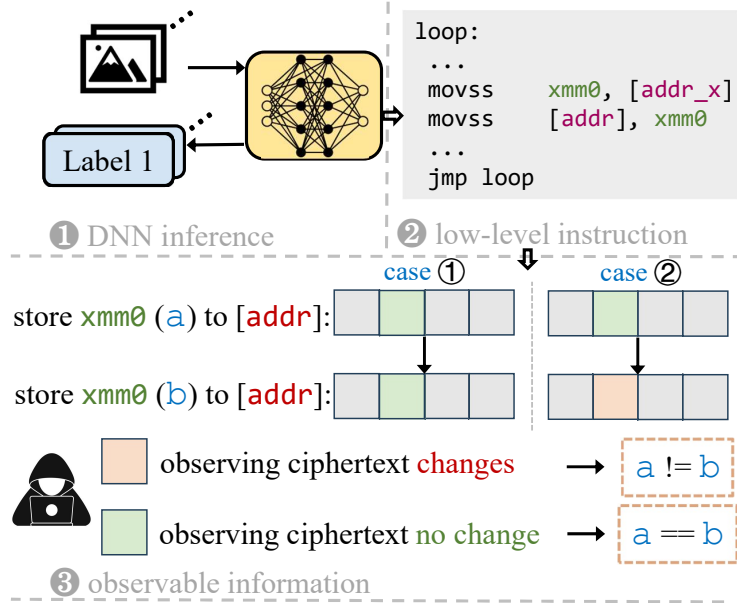 Label 1
❶ DNN inference
loop:
...
movss xmm0, [addr_x]
movss [addr], xmm0
...
jmp loop
❷ low-level instruction
case ①
case ②
store xmm0 (a) to [addr]:
store xmm0 (b) to [addr]:
observing ciphertext changes
a != b
observing ciphertext no change
a == b
❸ observable information